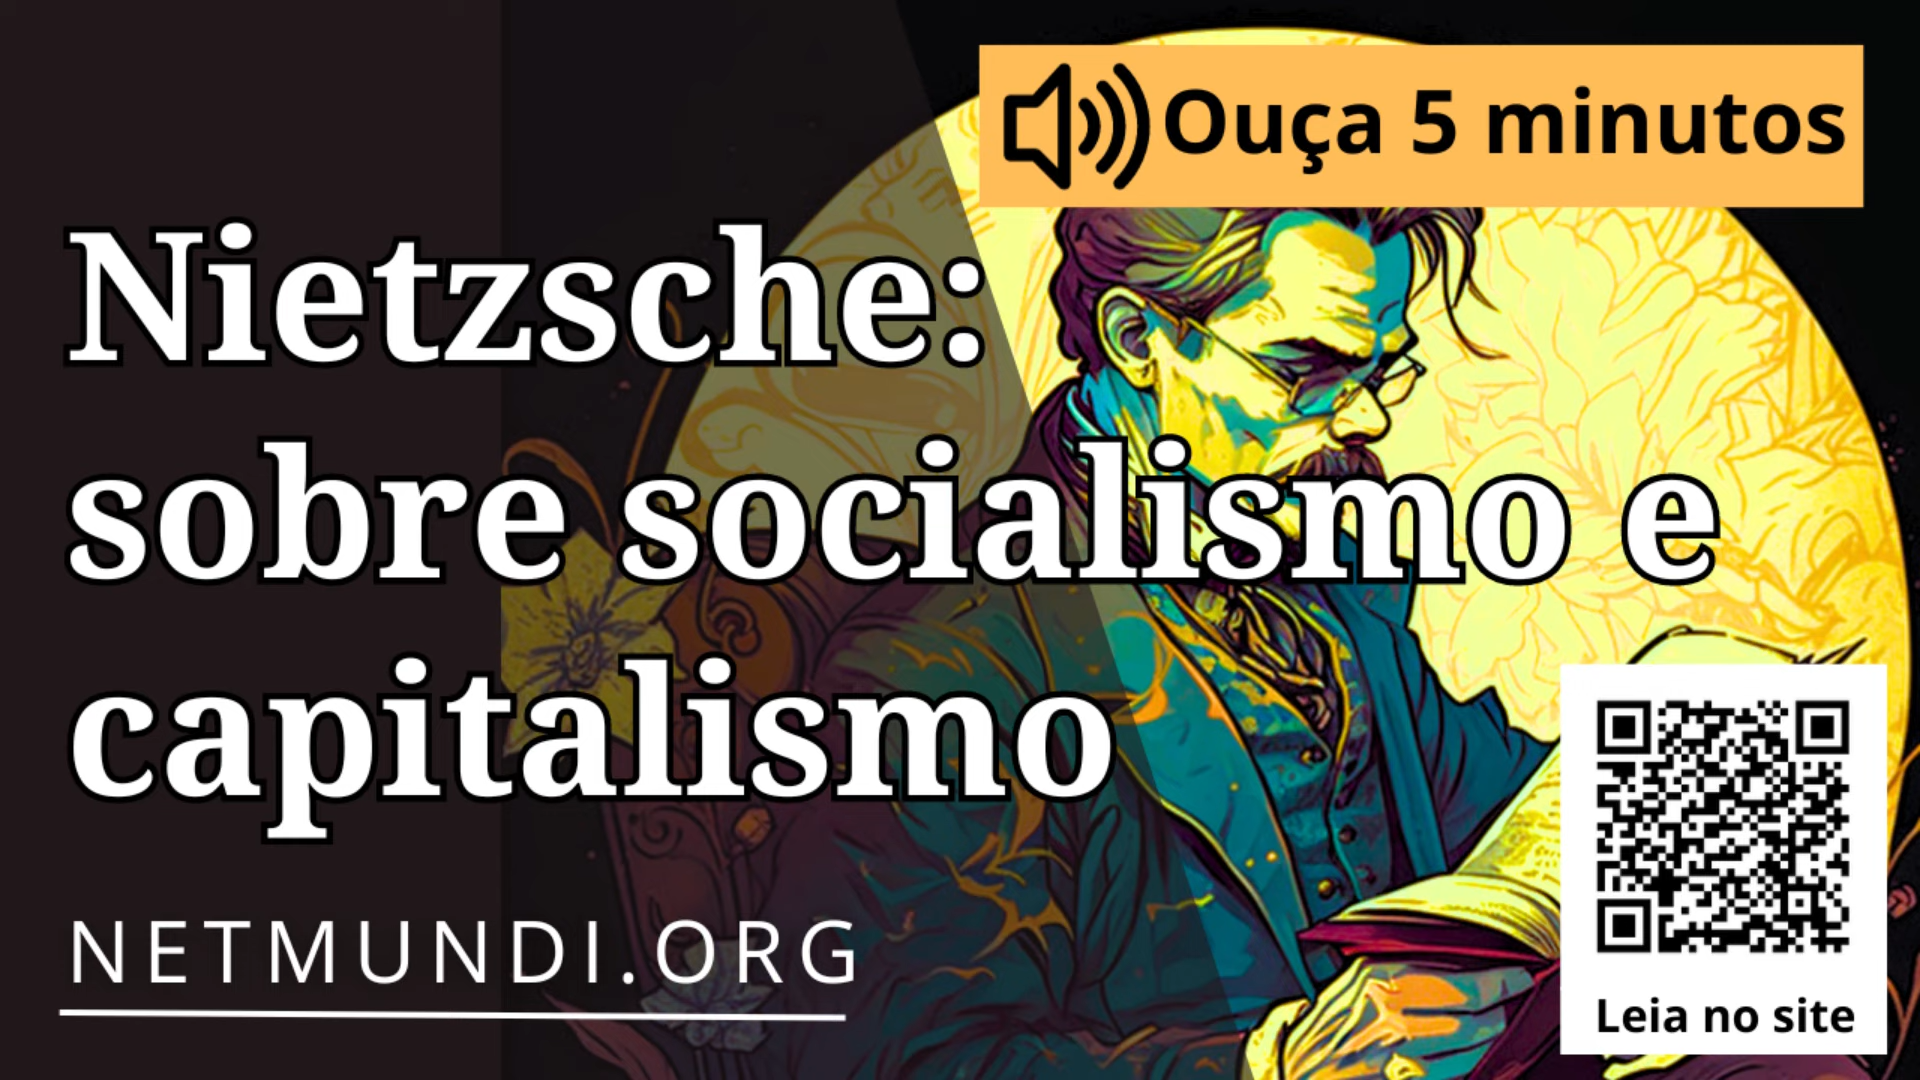 Ouça 5 minutos
Nietzsche:
sobre socialismo e
capitalismo
NETMUNDI.ORG
Leia no site